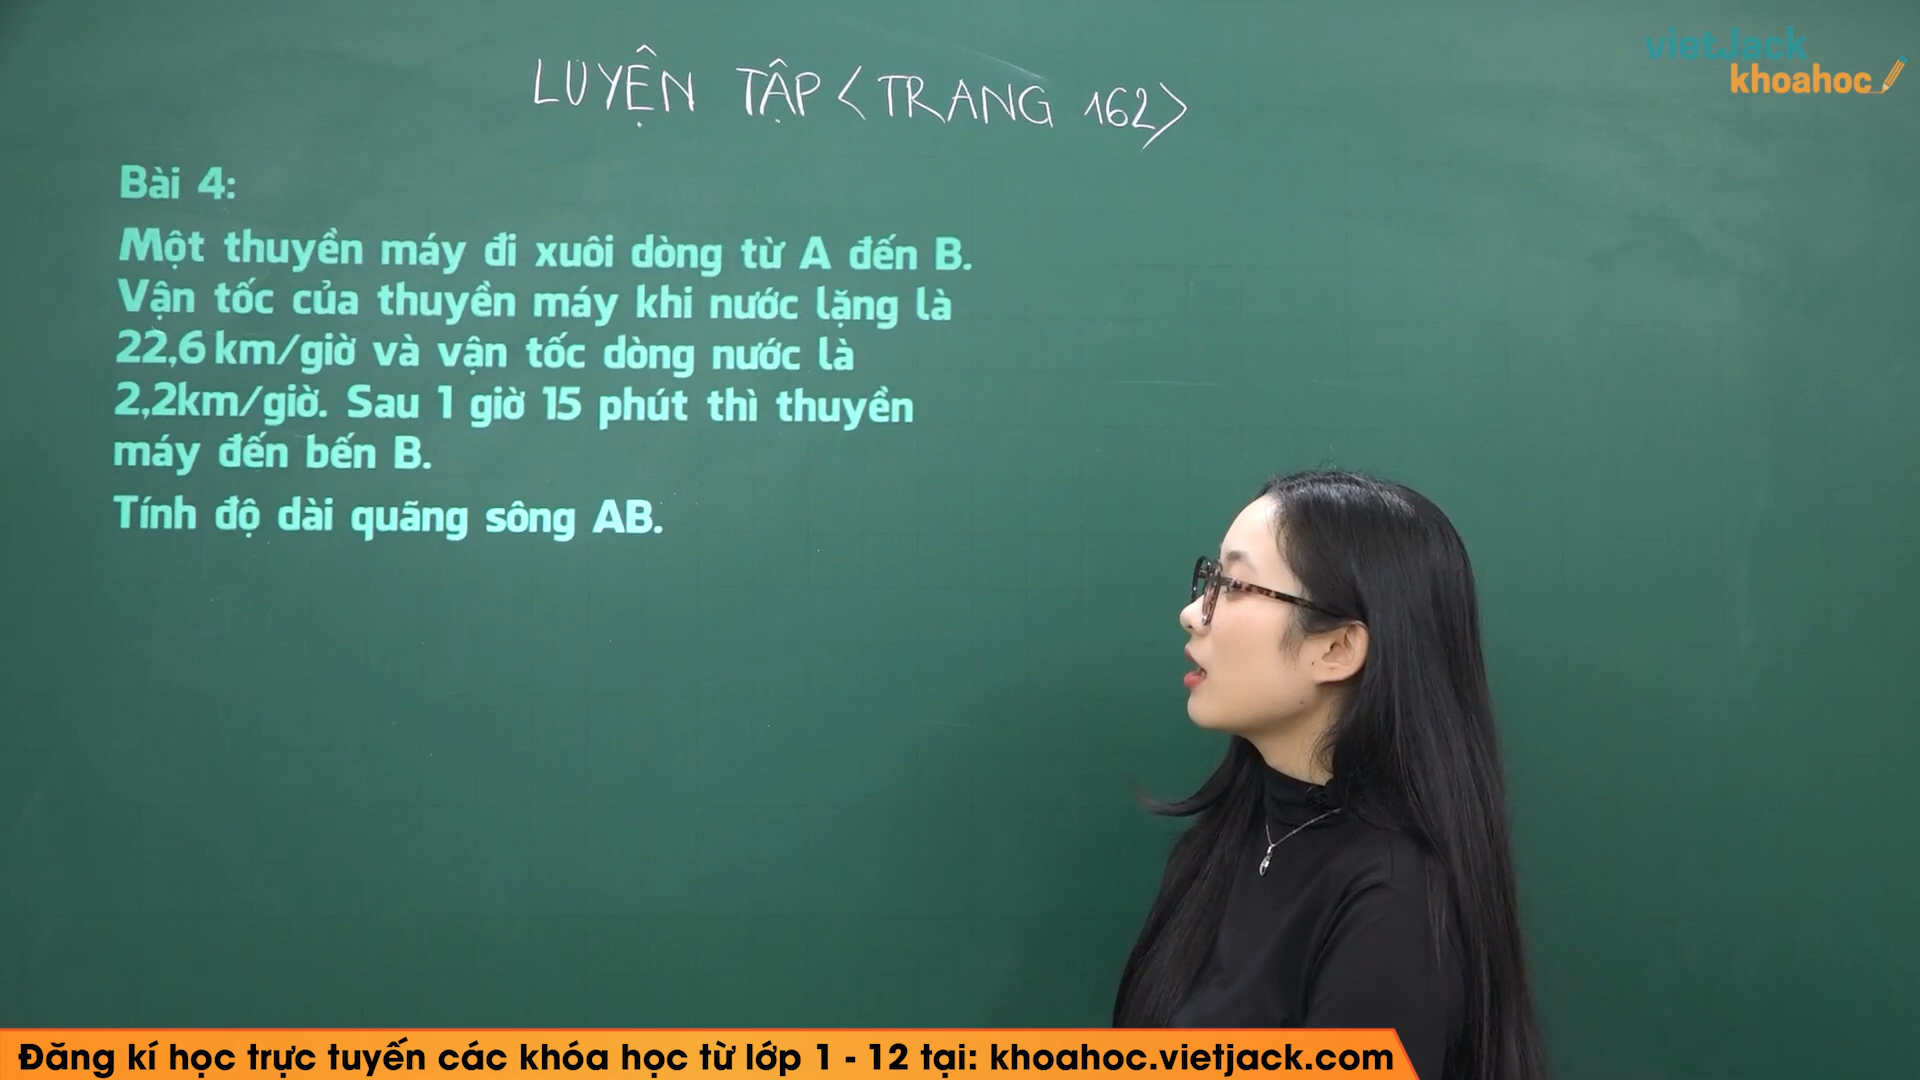 vietJack
khoahoc
LUYỆN TẬP <TRANG 162>
Bài 4:
Một thuyền máy đi xuôi dòng từ A đến B.
Vận tốc của thuyền máy khi nước lặng là
22,6 km/giờ và vận tốc dòng nước là
2,2km/giờ. Sau 1 giờ 15 phút thì thuyền
máy đến bến B.
Tính độ dài quãng sông AB.
Đăng kí học trực tuyến các khóa học từ lớp 1 - 12 tại: khoahoc.vietjack.com